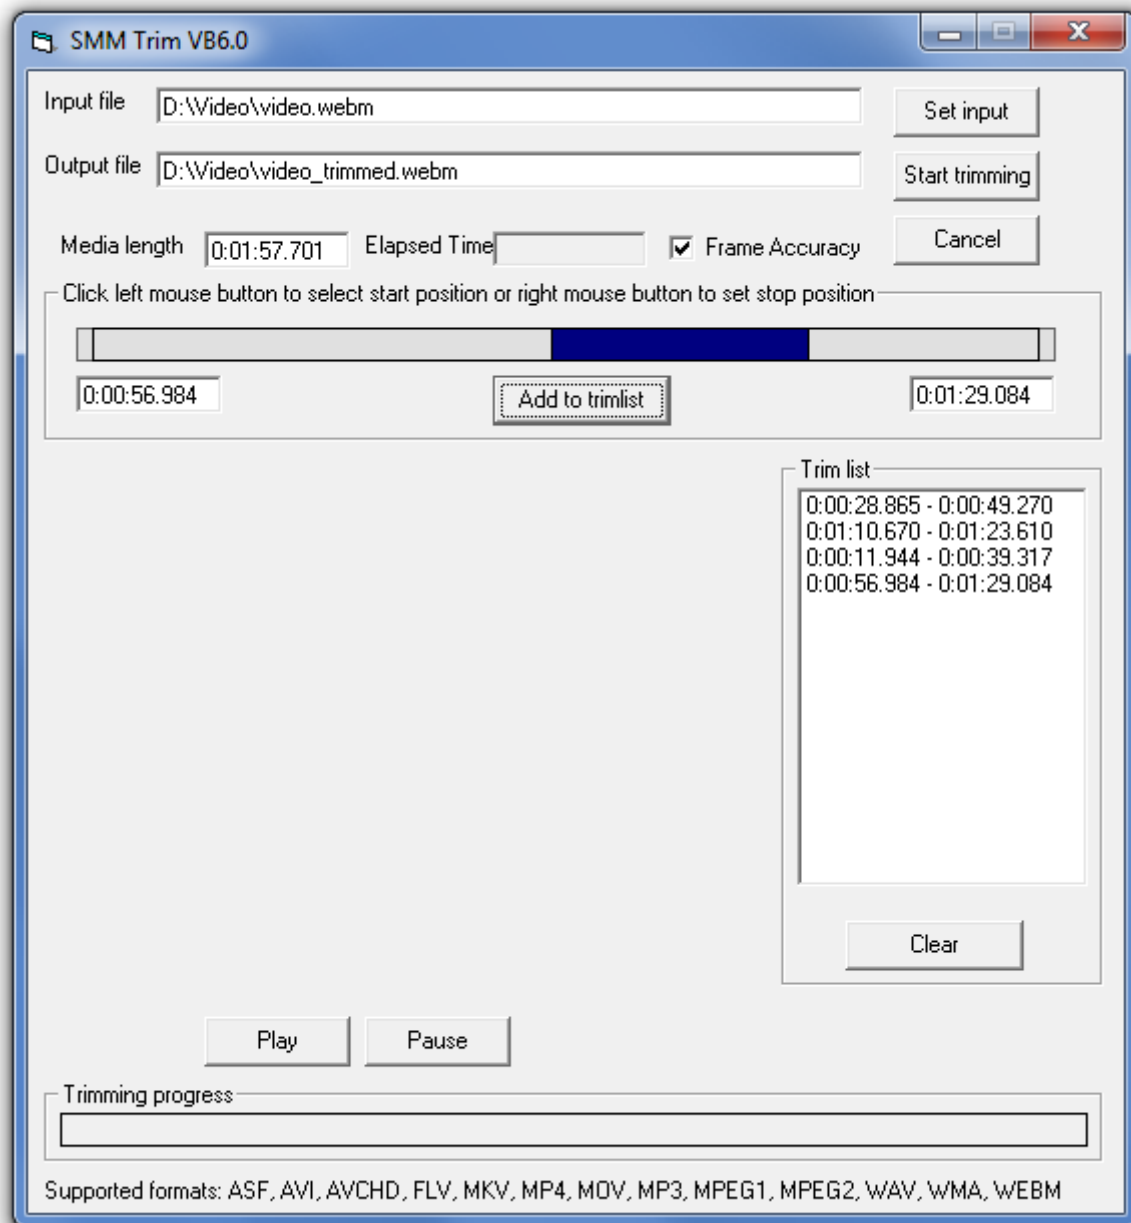 SMM Trim VB6.0
Input file D:\Video\video.webm Set input
Output file D:\Video\video_trimmed.webm Start trimming
Media length 0:01:57.701 Elapsed Time Frame Accuracy Cancel
Click left mouse button to select start position or right mouse button to set stop position
0:00:56.984 Add to trimlist 0:01:29.084
Trim list
0:00:28.865 - 0:00:49.270
0:01:10.670 - 0:01:23.610
0:00:11.944 - 0:00:39.317
0:00:56.984 - 0:01:29.084
Clear
Play Pause
Trimming progress
Supported formats: ASF, AVI, AVCHD, FLV, MKV, MP4, MOV, MP3, MPEG1, MPEG2, WAV, WMA, WEBM